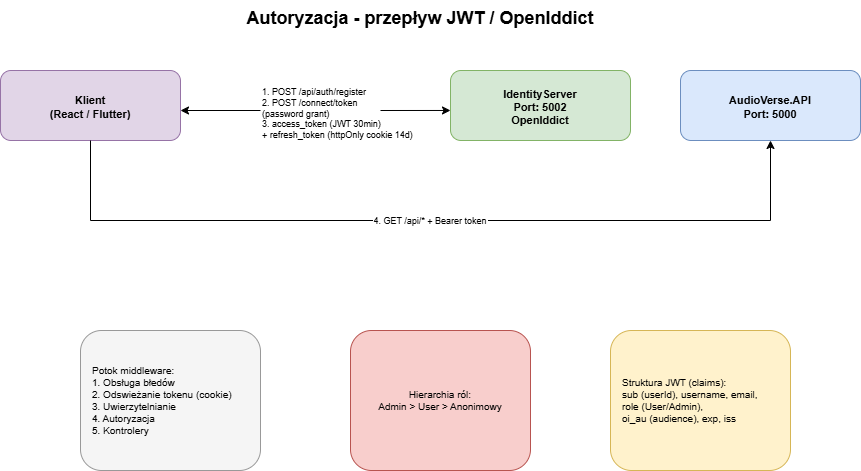 Autoryzacja - przepływ JWT / OpenIddict
Klient
(React / Flutter)
1. POST /api/auth/register
2. POST /connect/token
(password grant)
3. access_token (JWT 30min)
+ refresh_token (httpOnly cookie 14d)
IdentityServer
Port: 5002
OpenIddict
AudioVerse.API
Port: 5000
4. GET /api/* + Bearer token
Potok middleware:
1. Obsługa błedów
2. Odswieżanie tokenu (cookie)
3. Uwierzytelnianie
4. Autoryzacja
5. Kontrolery
Hierarchia ról:
Admin > User > Anonimowy
Struktura JWT (claims):
sub (userId), username, email,
role (User/Admin),
oi_au (audience), exp, iss